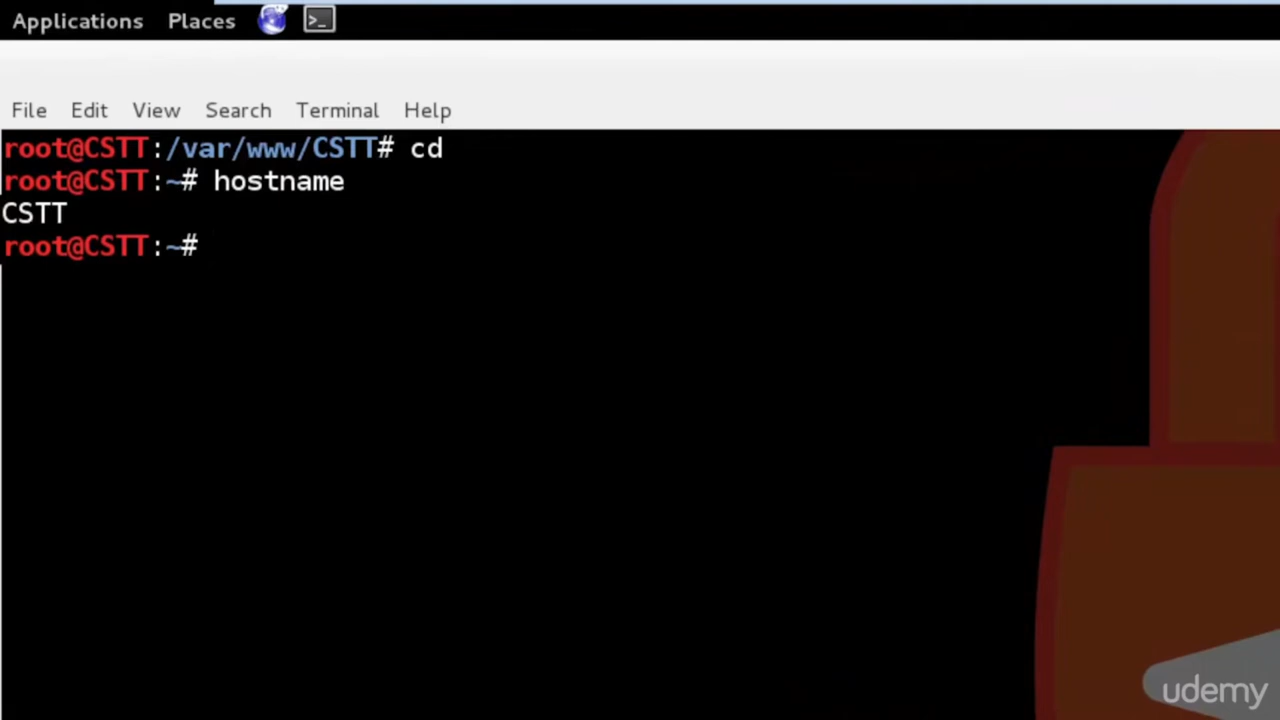 Applications Places
File Edit View Search Terminal Help
root@CSTT:/var/www/CSTT# cd
root@CSTT:~# hostname
CSTT
root@CSTT:~#
udemy